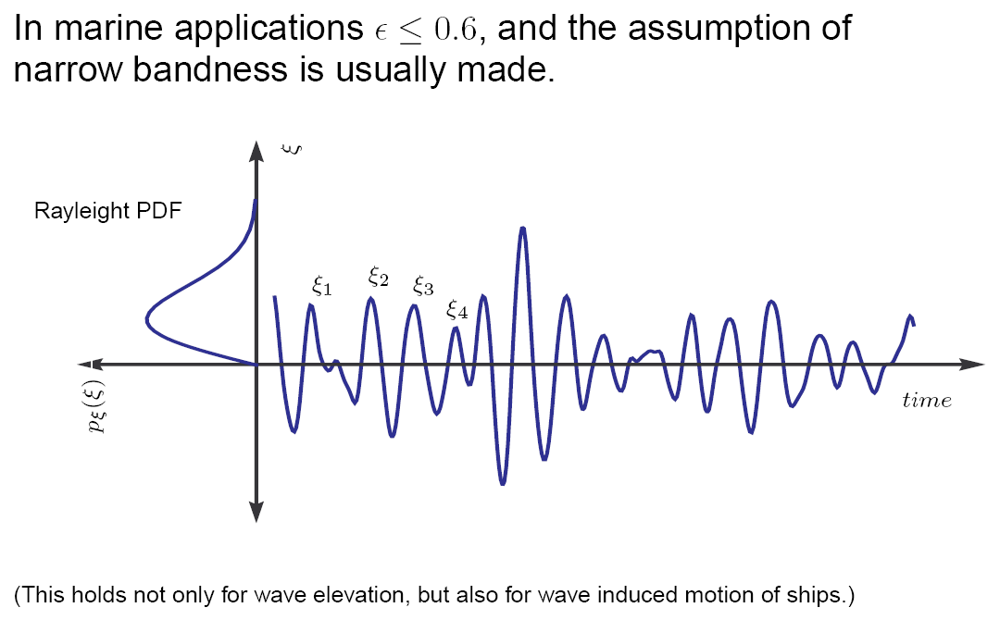 In marine applications ϵ ≤ 0.6, and the assumption of
narrow bandness is usually made.
ξ
Rayleight PDF
ξ1
ξ2
ξ3
ξ4
pξ(ξ)
time
(This holds not only for wave elevation, but also for wave induced motion of ships.)